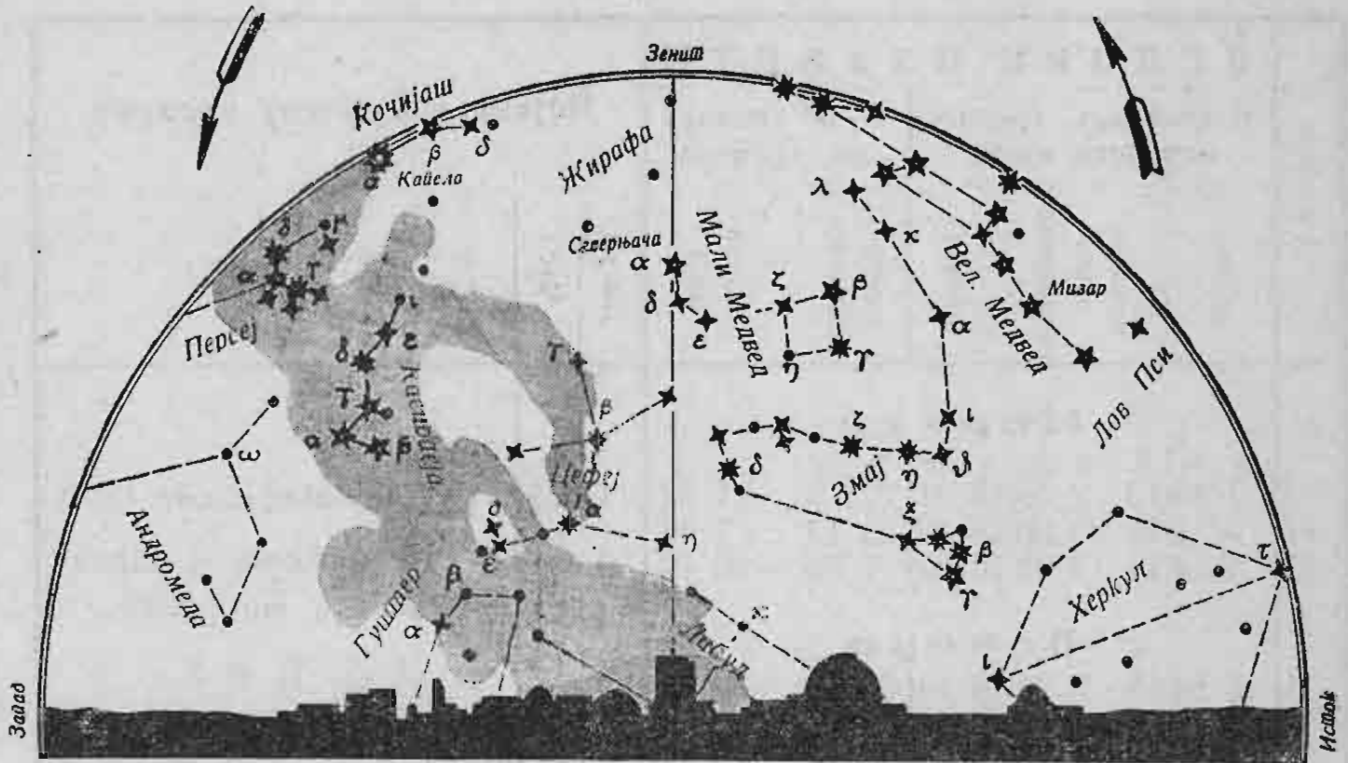 Зенит
Кочијаш
β
δ
α
Капела
Жирафа
λ
δ
μ
κ
Мали Медвед
Вел. Медвед
Северњача
α
ζ
β
Мизар
α
γ
ι
δ
ε
α
Персеј
ε
η
γ
Лов Пси
δ
γ
Касиопеја
β
ι
γ
ζ
α
β
ω
δ
Змај
η
θ
Цефеј
α
Андромеда
δ
ξ
η
β
τ
ε
β
γ
Херкул
Гуштер
α
Лабуд
κ
ι
Запад
Исток